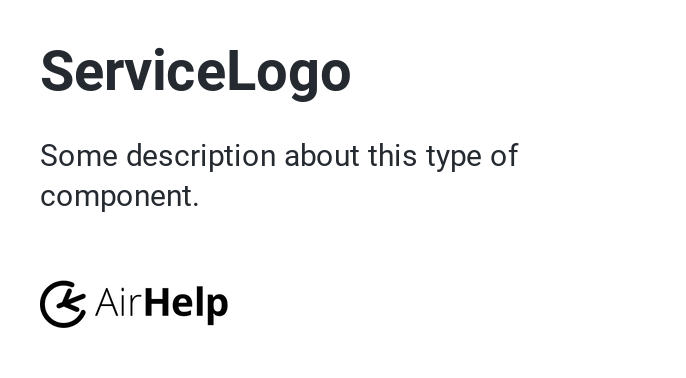 ServiceLogo
Some description about this type of
component.
AirHelp